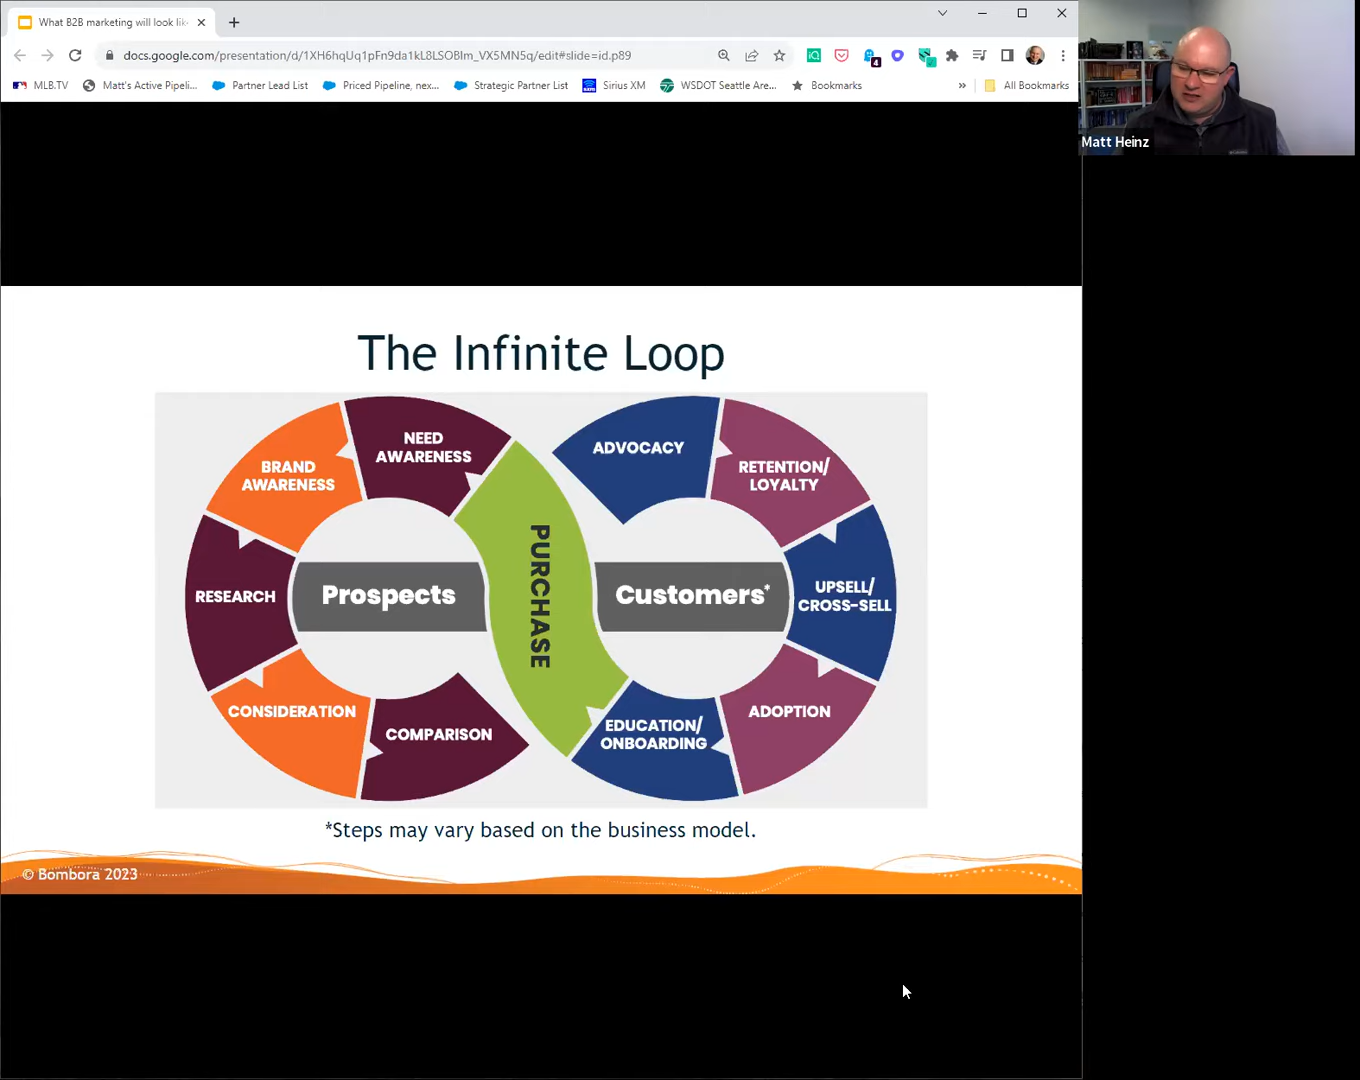 What B2B marketing will look lik
docs.google.com/presentation/d/1XH6hqUq1pFn9da1kL8LSOBIm_VX5MN5q/edit#slide=id.p89
4
MLB.TV
Matt's Active Pipeli...
Partner Lead List
Priced Pipeline, nex...
Strategic Partner List
Sirius XM
WSDOT Seattle Are...
Bookmarks
»
All Bookmarks
Matt Heinz
The Infinite Loop
NEED
AWARENESS
BRAND
AWARENESS
RESEARCH
CONSIDERATION
COMPARISON
Prospects
PURCHASE
Customers*
ADVOCACY
RETENTION/
LOYALTY
UPSELL/
CROSS-SELL
ADOPTION
EDUCATION/
ONBOARDING
*Steps may vary based on the business model.
© Bombora 2023